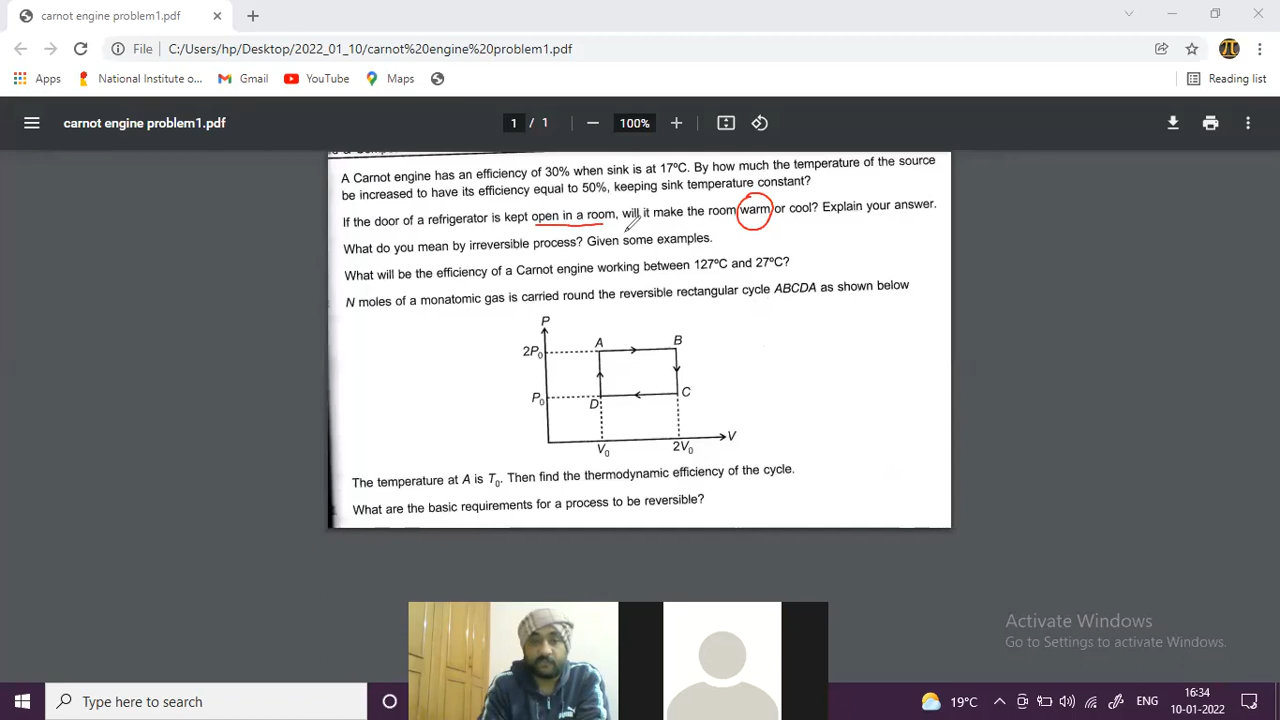 carnot engine problem1.pdf
File C:/Users/hp/Desktop/2022_01_10/carnot%20engine%20problem1.pdf
Apps National Institute o... Gmail YouTube Maps Reading list
carnot engine problem1.pdf 1 / 1 100%
A Carnot engine has an efficiency of 30% when sink is at 17ºC. By how much the temperature of the source
be increased to have its efficiency equal to 50%, keeping sink temperature constant?
If the door of a refrigerator is kept open in a room, will it make the room warm or cool? Explain your answer.
What do you mean by irreversible process? Given some examples.
What will be the efficiency of a Carnot engine working between 127ºC and 27ºC?
N moles of a monatomic gas is carried round the reversible rectangular cycle ABCDA as shown below
P
A B
2P₀
P₀ D C
V
V₀ 2V₀
The temperature at A is T₀. Then find the thermodynamic efficiency of the cycle.
What are the basic requirements for a process to be reversible?
Activate Windows
Go to Settings to activate Windows.
Type here to search 19°C ENG 16:34
10-01-2022